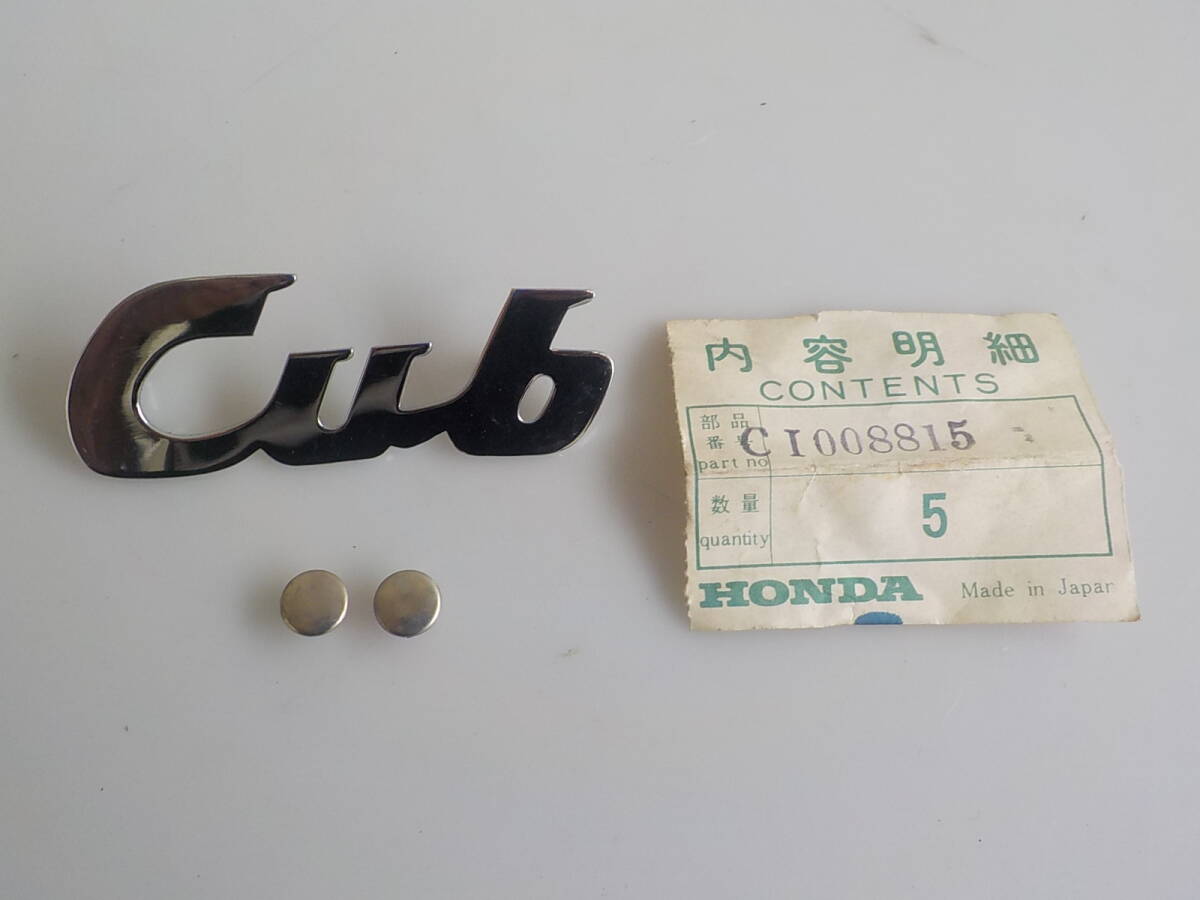 Cub
内容明細
CONTENTS
部品
番号
part no
CI008815
数量
quantity
5
HONDA Made in Japan